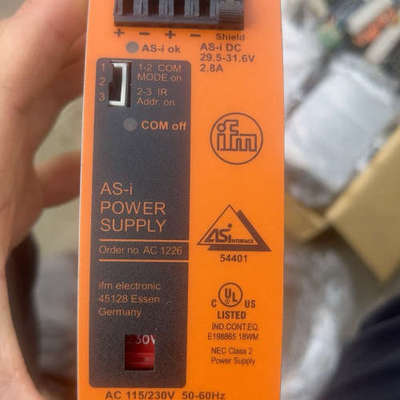 + - + -
Shield
AS-i ok
AS-i DC
29.5-31.6V
2.8A
1
2
3
1-2 COM
MODE on
2-3 IR
Addr. on
COM off
ifm
AS-i
POWER
SUPPLY
Order no. AC 1226
ifm electronic
45128 Essen
Germany
ASi
INTERFACE
54401
C UL US
LISTED
IND.CONT.EQ.
E198865 18WM
NEC Class 2
Power Supply
230V
AC 115/230V 50-60Hz